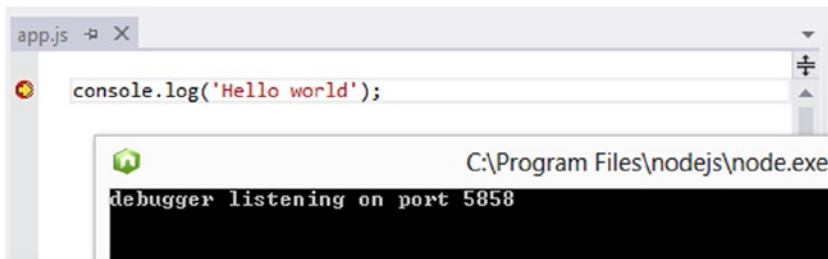 app.js
console.log('Hello world');
C:\Program Files\nodejs\node.exe
debugger listening on port 5858